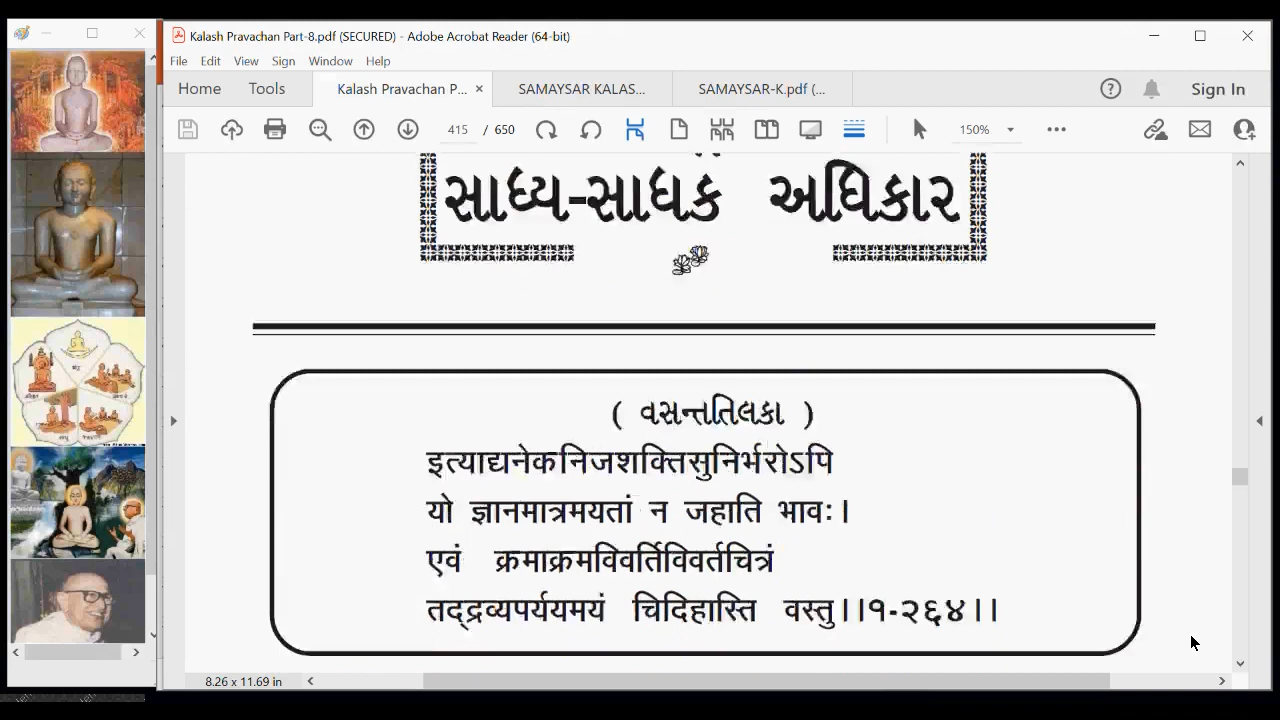 Kalash Pravachan Part-8.pdf (SECURED) - Adobe Acrobat Reader (64-bit)
File Edit View Sign Window Help
Home Tools Kalash Pravachan P... SAMAYSAR KALAS... SAMAYSAR-K.pdf (... Sign In
415 / 650 150%
સાધ્ય-સાધક અધિકાર
( વસન્તતિલકા )
इत्याद्यनेकनिजशक्तिसुनिर्भरोऽपि
यो ज्ञानमात्रमयतां न जहाति भावः।
एवं क्रमाक्रमविवर्तिविवर्तचित्रं
तद्द्रव्यपर्ययमयं चिदिहास्ति वस्तु।।१-२६४।।
8.26 x 11.69 in